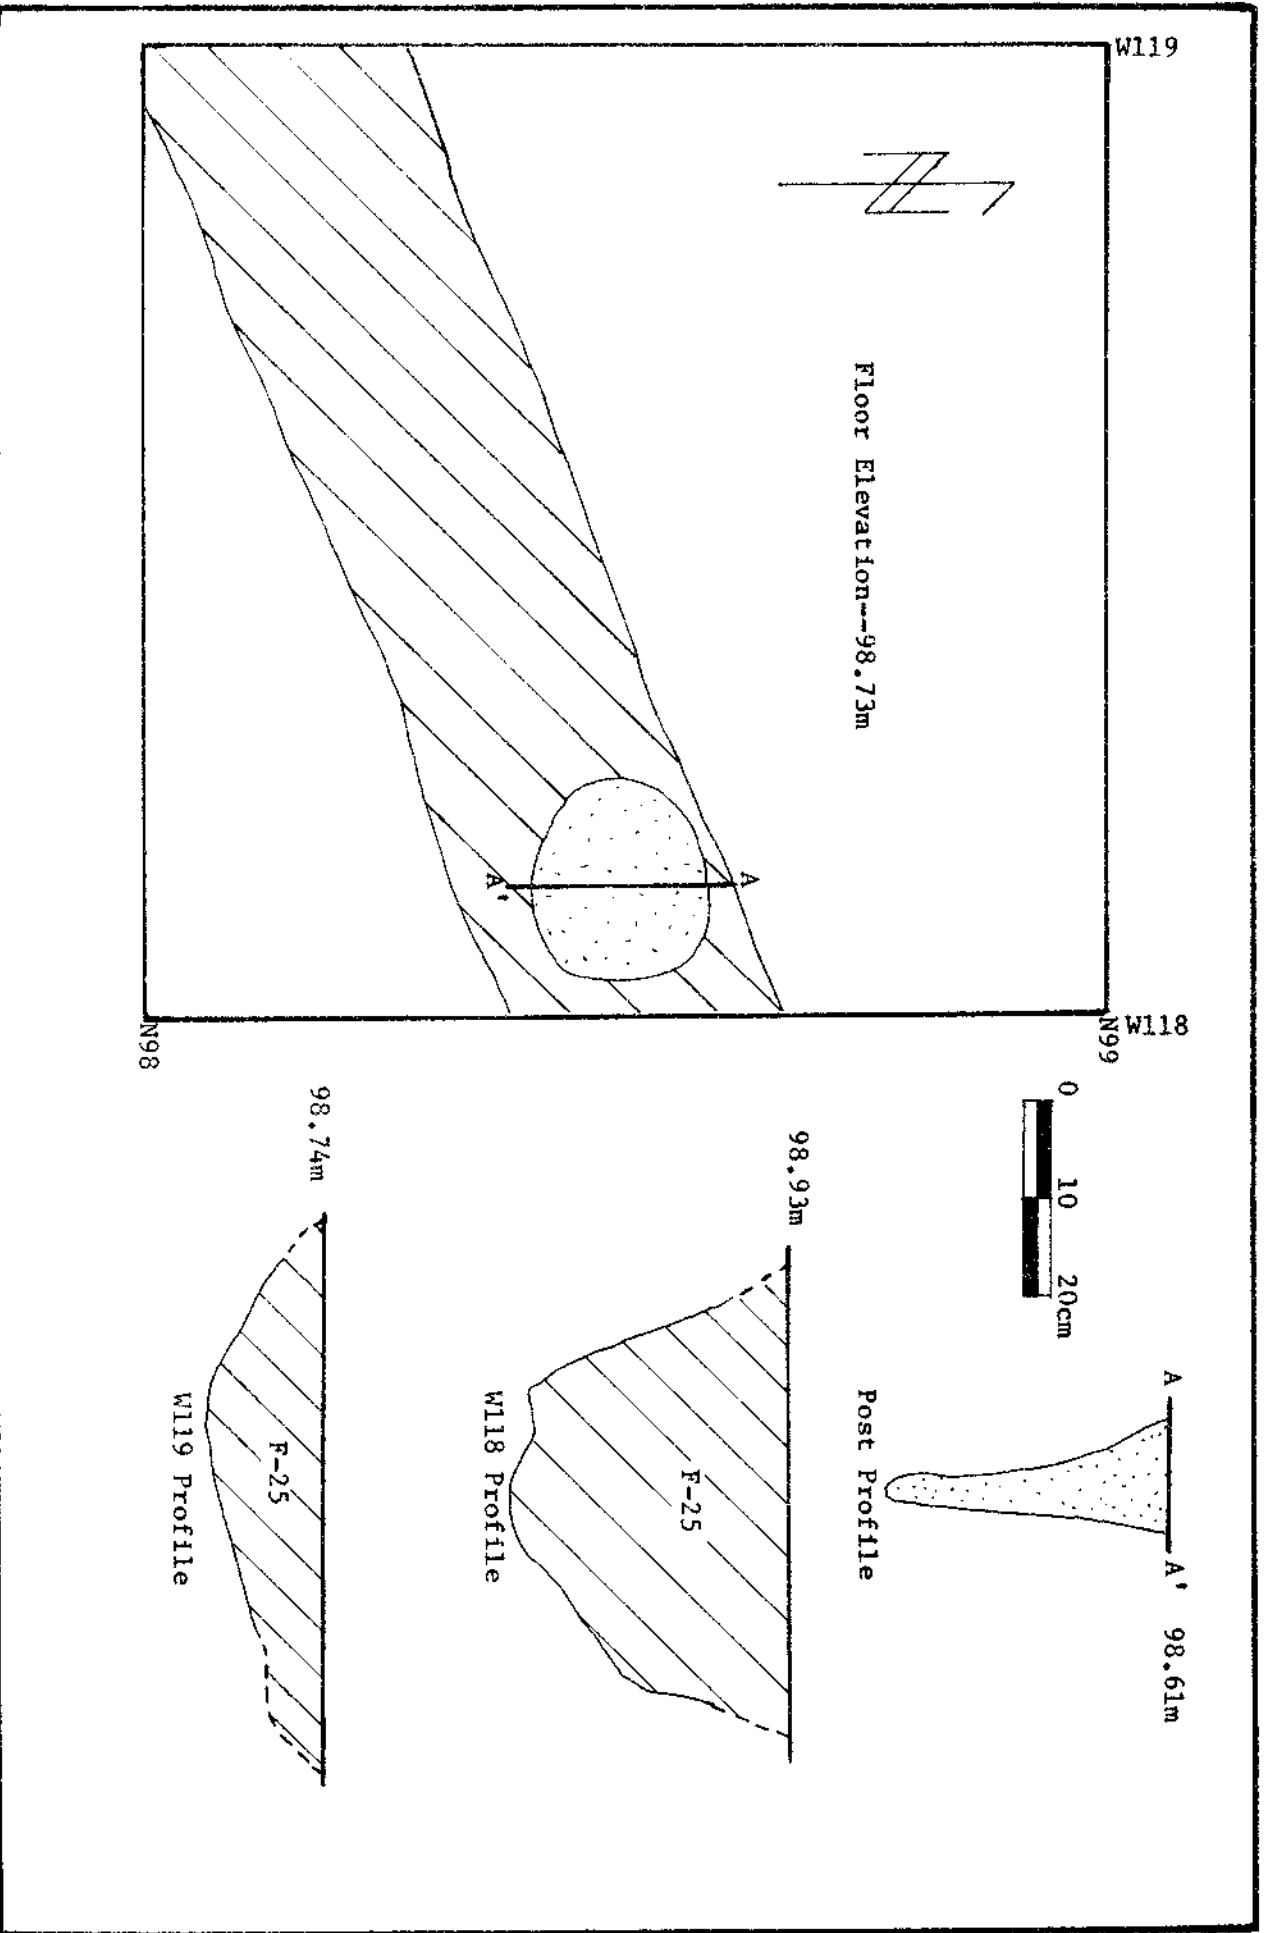 W119
W118
N99
N98
Floor Elevation--98.73m
A
A'
0 10 20cm
A A' 98.61m
Post Profile
98.93m
F-25
W118 Profile
98.74m
F-25
W119 Profile